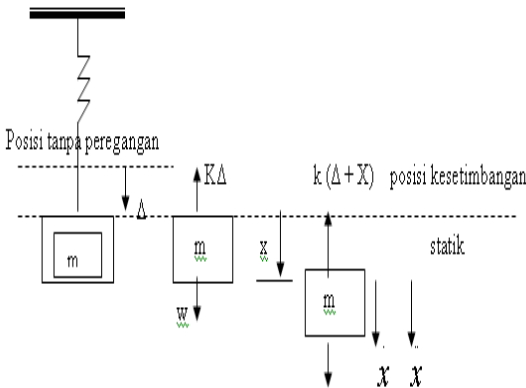 Posisi tanpa peregangan
KΔ
k (Δ + X) posisi kesetimbangan
Δ
m
m
x
statik
m
w
ẋ ẍ